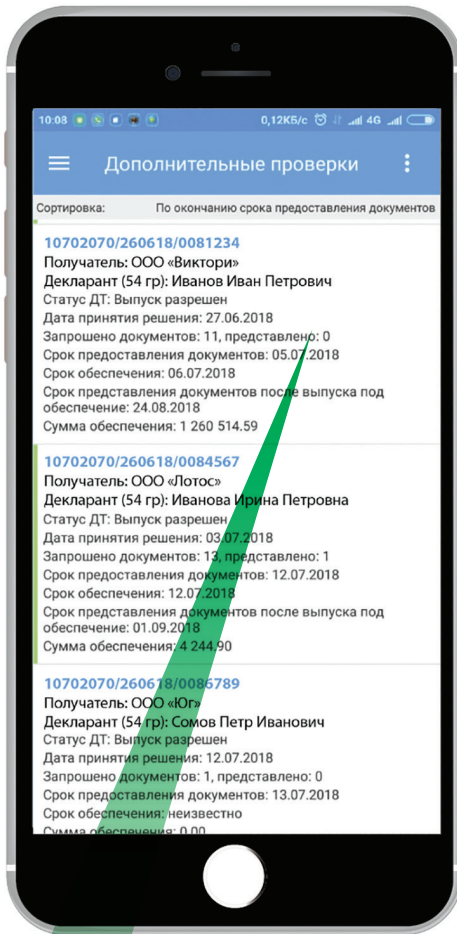 10:08 0,12К5/с 4G
Дополнительные проверки
Сортировка: По окончанию срока предоставления документов
10702070/260618/0081234
Получатель: ООО «Виктори»
Декларант (54 гр): Иванов Иван Петрович
Статус ДТ: Выпуск разрешен
Дата принятия решения: 27.06.2018
Запрошено документов: 11, представлено: 0
Срок предоставления документов: 05.07.2018
Срок обеспечения: 06.07.2018
Срок представления документов после выпуска под
обеспечение: 24.08.2018
Сумма обеспечения: 1 260 514.59
10702070/260618/0084567
Получатель: ООО «Лотос»
Декларант (54 гр): Иванова Ирина Петровна
Статус ДТ: Выпуск разрешен
Дата принятия решения: 03.07.2018
Запрошено документов: 13, представлено: 1
Срок предоставления документов: 12.07.2018
Срок обеспечения: 12.07.2018
Срок представления документов после выпуска под
обеспечение: 01.09.2018
Сумма обеспечения: 4 244.90
10702070/260618/0086789
Получатель: ООО «Юг»
Декларант (54 гр): Сомов Петр Иванович
Статус ДТ: Выпуск разрешен
Дата принятия решения: 12.07.2018
Запрошено документов: 1, представлено: 0
Срок предоставления документов: 13.07.2018
Срок обеспечения: неизвестно
Сумма обеспечения: 0.00